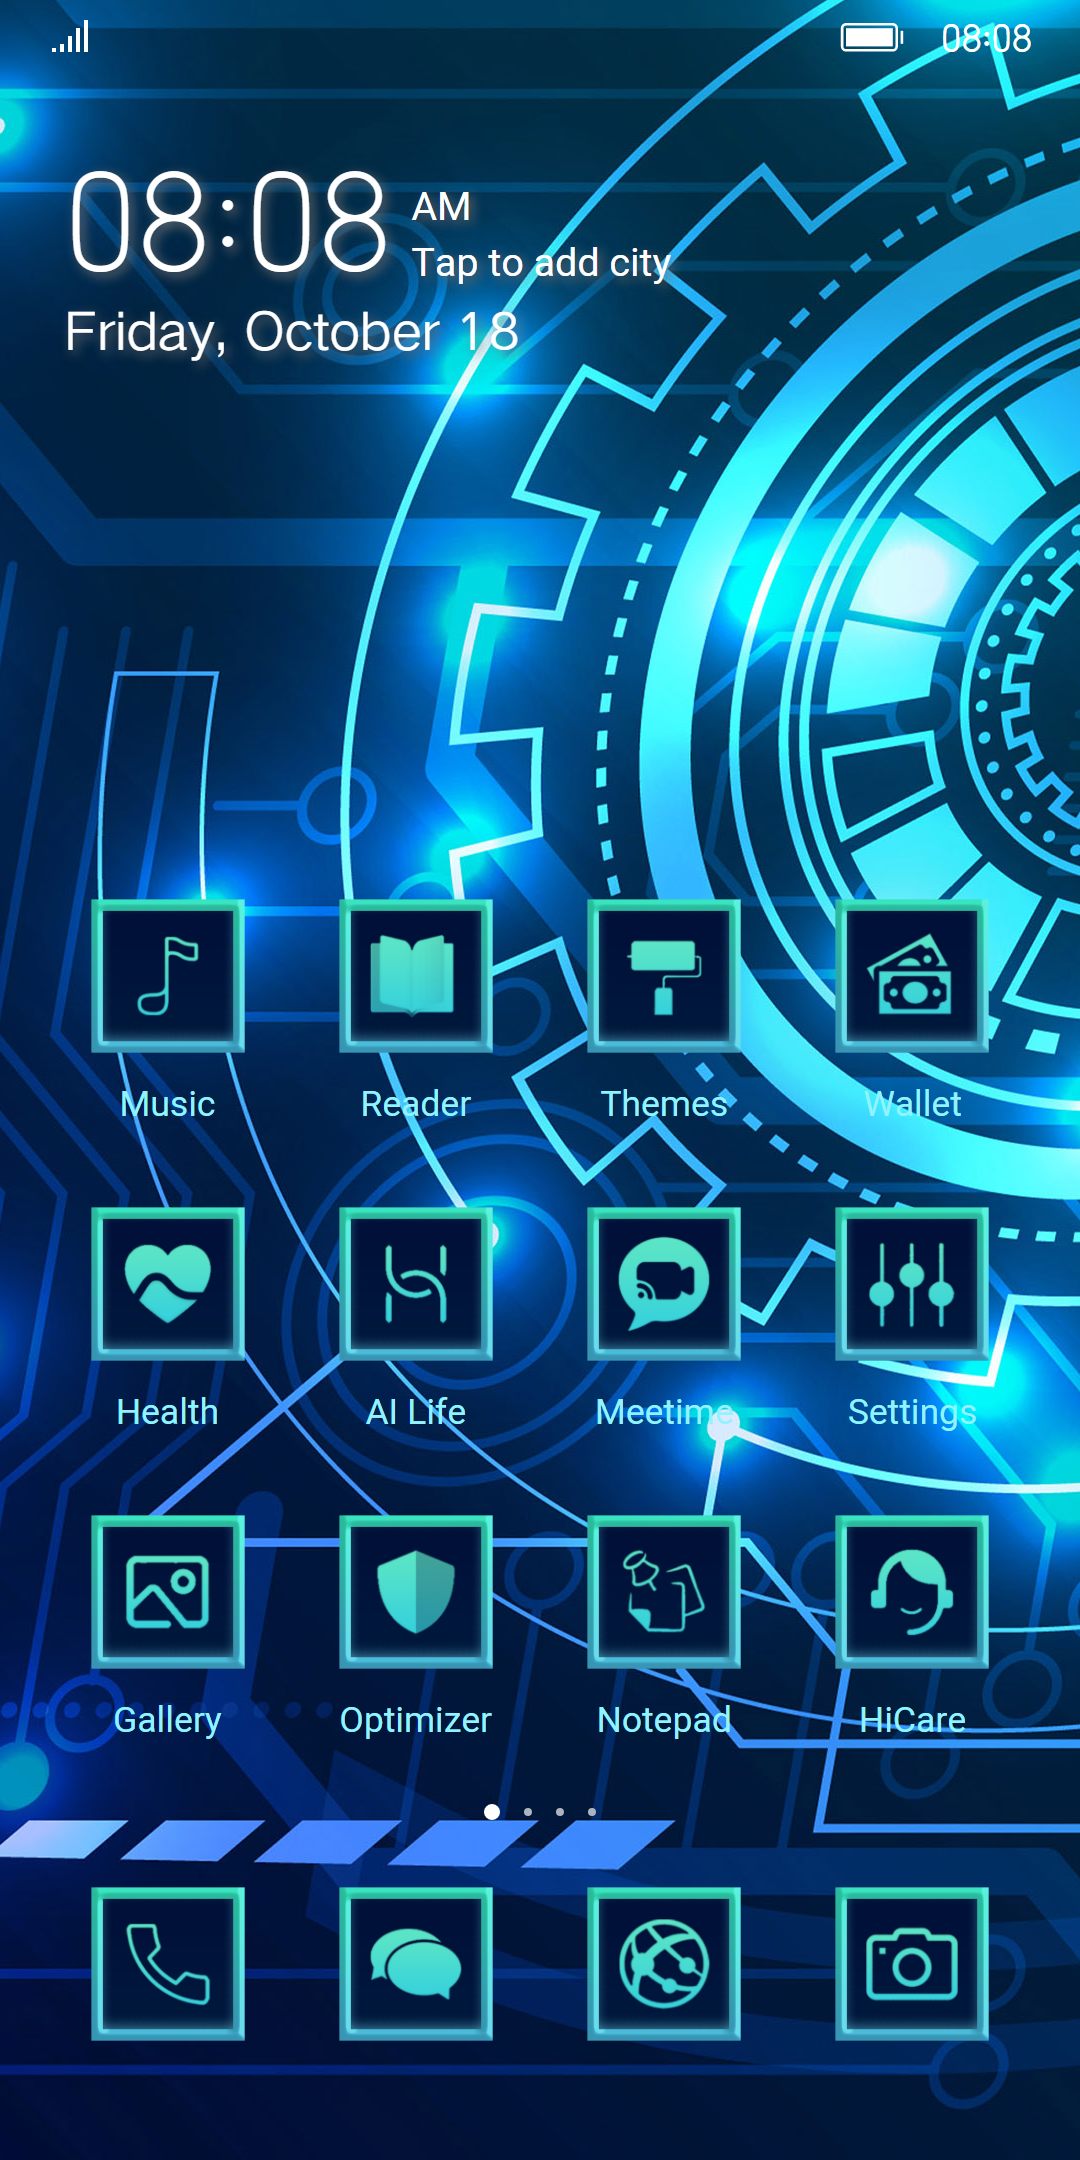 08:08
08:08 AM
Tap to add city
Friday, October 18
Music Reader Themes Wallet
Health AI Life Meetime Settings
Gallery Optimizer Notepad HiCare